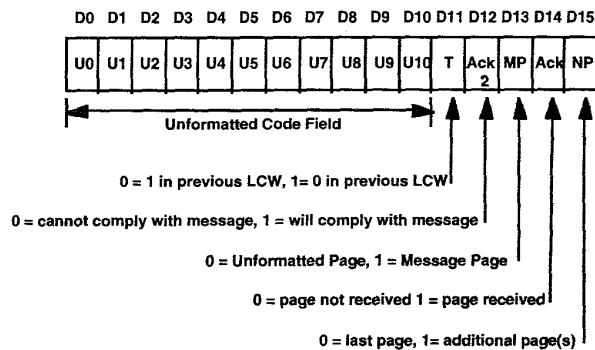 D0 D1 D2 D3 D4 D5 D6 D7 D8 D9 D10 D11 D12 D13 D14 D15
U0 U1 U2 U3 U4 U5 U6 U7 U8 U9 U10 T Ack 2 MP Ack NP
Unformatted Code Field
0 = 1 in previous LCW, 1= 0 in previous LCW
0 = cannot comply with message, 1 = will comply with message
0 = Unformatted Page, 1 = Message Page
0 = page not received 1 = page received
0 = last page, 1= additional page(s)